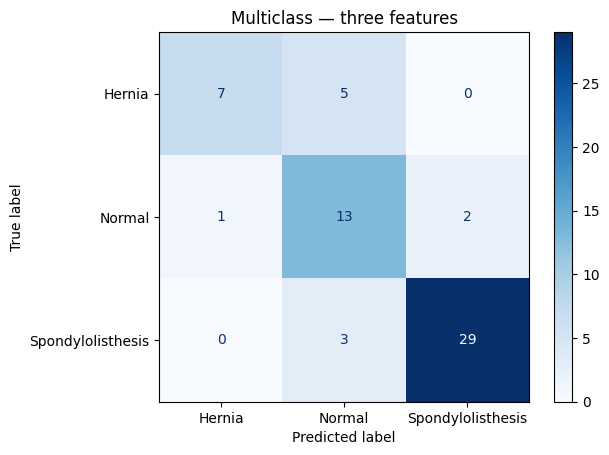 Multiclass — three features
True label
Hernia
7 5 0
Normal
1 13 2
Spondylolisthesis
0 3 29
Hernia Normal Spondylolisthesis
Predicted label
25
20
15
10
5
0